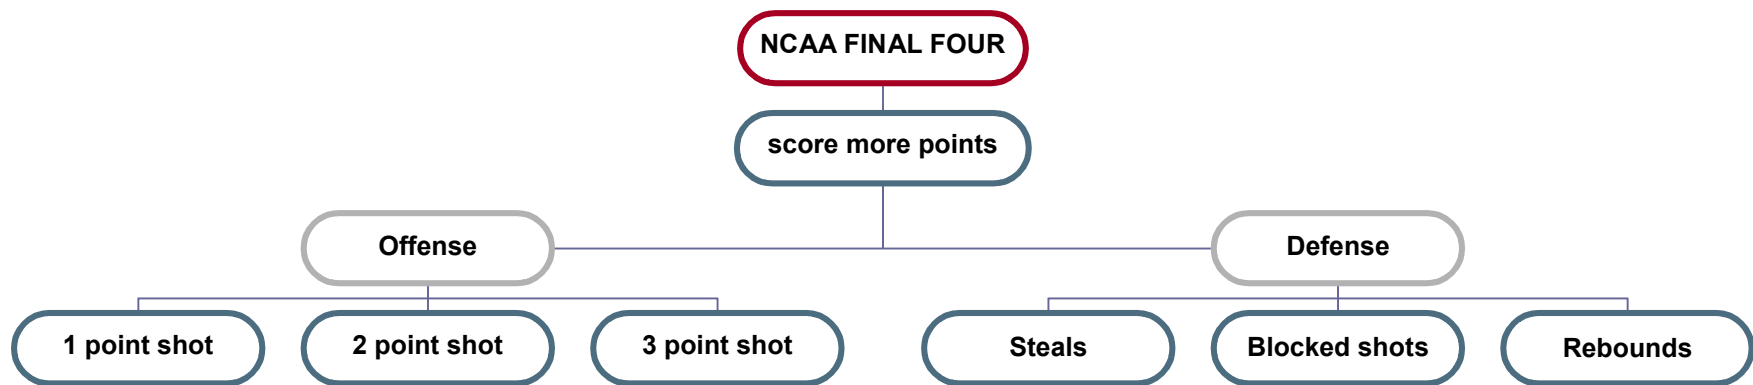 NCAA FINAL FOUR
score more points
Offense
Defense
1 point shot
2 point shot
3 point shot
Steals
Blocked shots
Rebounds